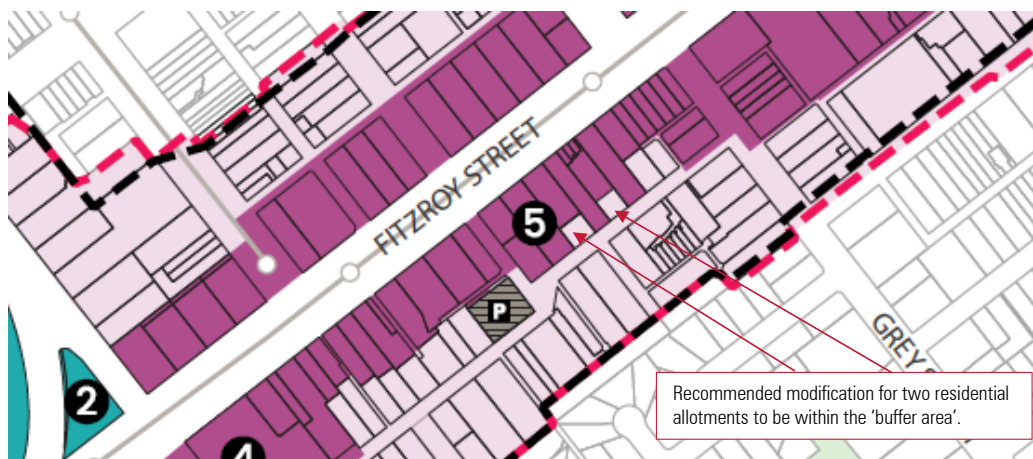 FITZROY STREET
5
P
2
4
GREY
Recommended modification for two residential
allotments to be within the ‘buffer area’.